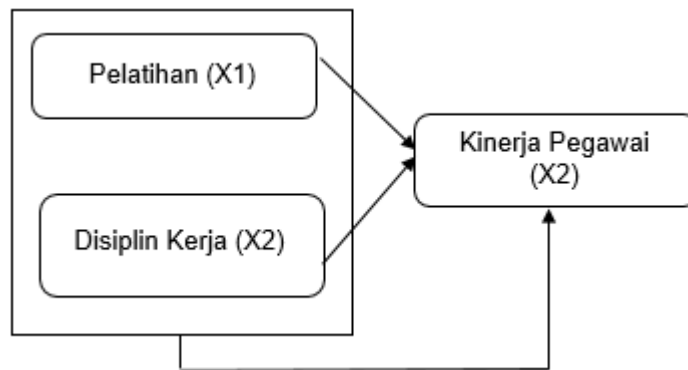 Pelatihan (X1)
Kinerja Pegawai
(X2)
Disiplin Kerja (X2)